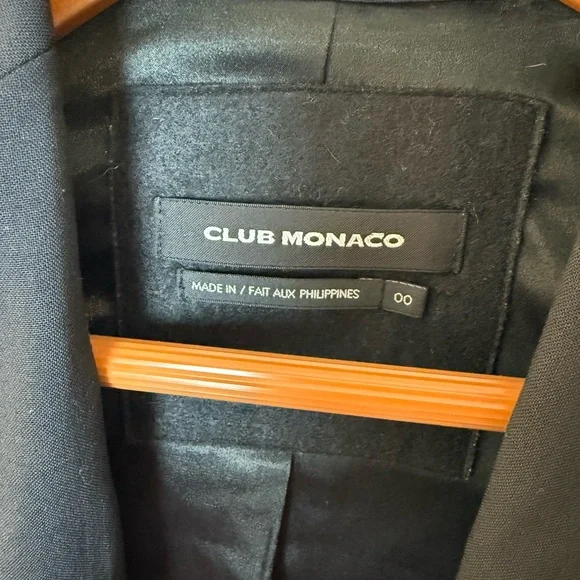 CLUB MONACO
MADE IN / FAIT AUX PHILIPPINES 00